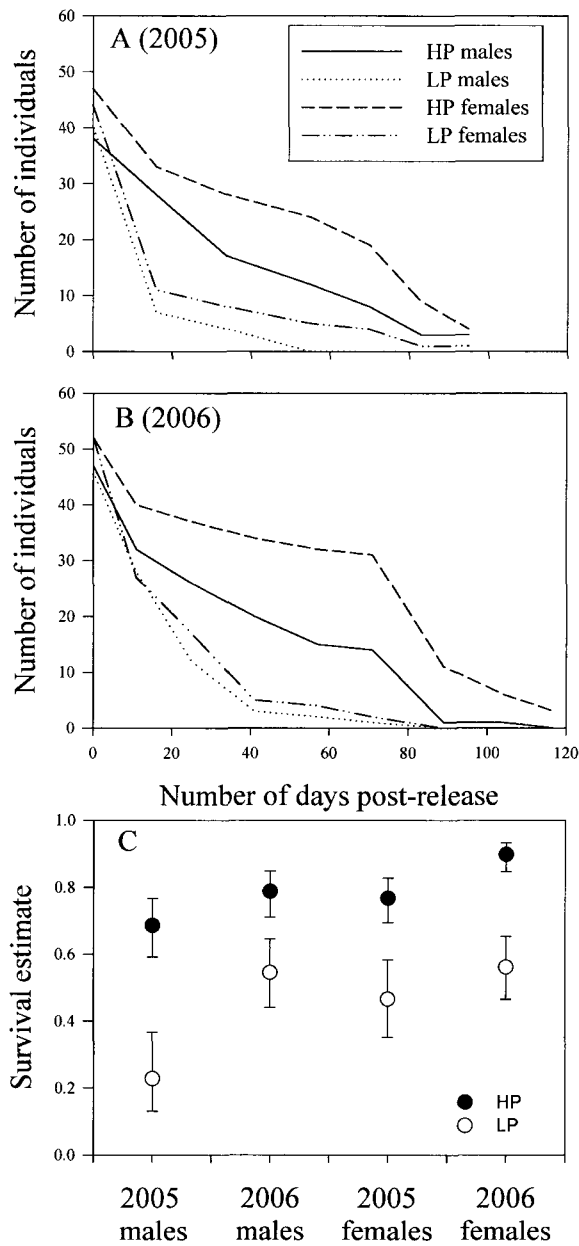 A (2005)
HP males
LP males
HP females
LP females
Number of individuals
60
50
40
30
20
10
0
B (2006)
Number of individuals
60
50
40
30
20
10
0
0 20 40 60 80 100 120
Number of days post-release
C
Survival estimate
1.0
0.8
0.6
0.4
0.2
0.0
HP
LP
2005 2006 2005 2006
males males females females